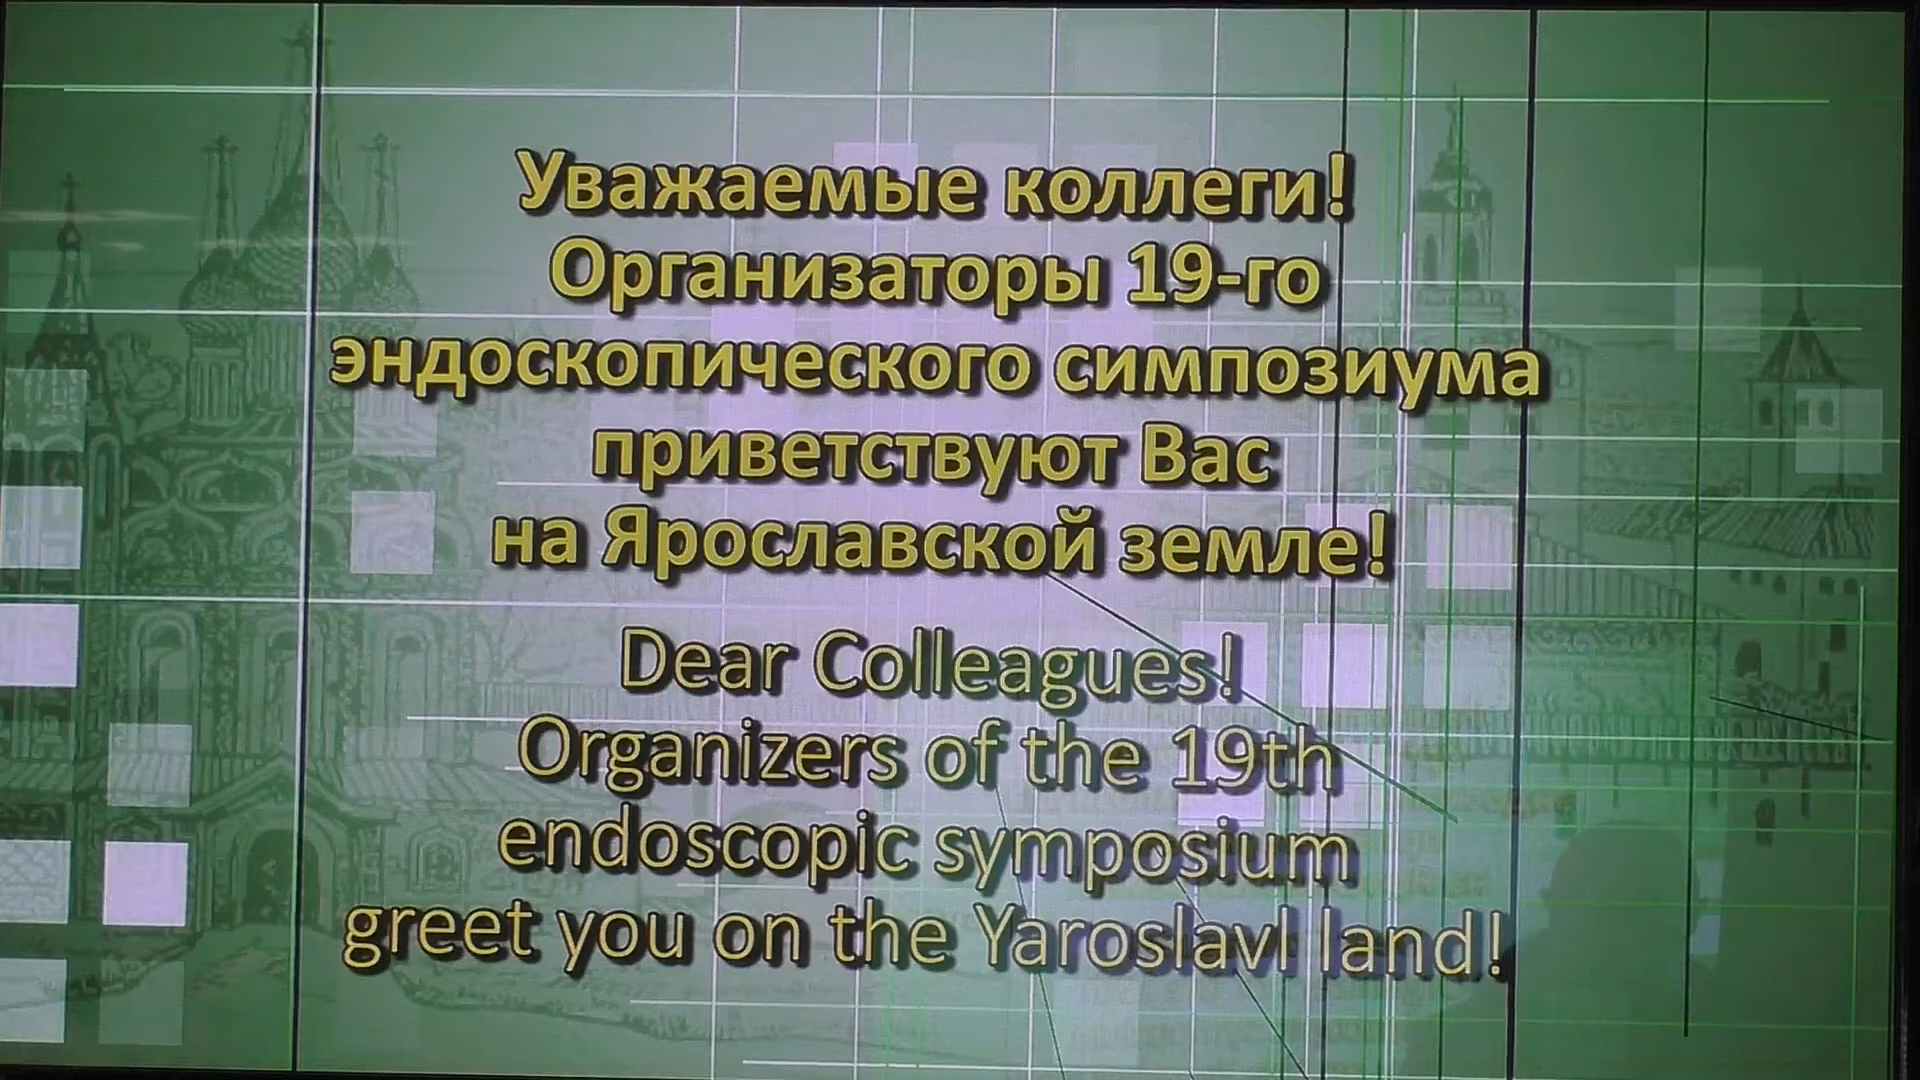 Уважаемые коллеги!
Организаторы 19-го
эндоскопического симпозиума
приветствуют Вас
на Ярославской земле!
Dear Colleagues!
Organizers of the 19th
endoscopic symposium
greet you on the Yaroslavl land!